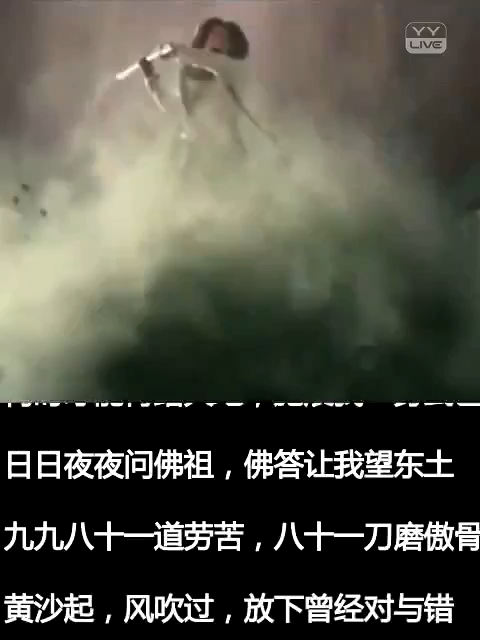 YY
LIVE
日日夜夜问佛祖，佛答让我望东土
九九八十一道劳苦，八十一刀磨傲骨
黄沙起，风吹过，放下曾经对与错